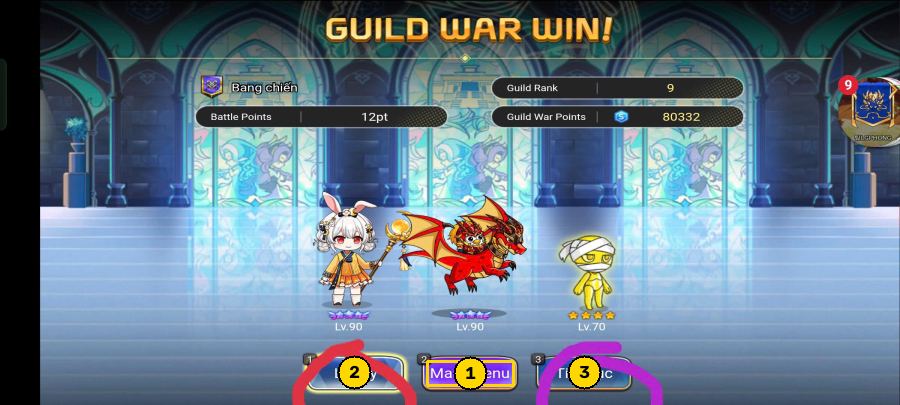 GUILD WAR WIN!
Bang chiến
Guild Rank 9
Battle Points 12pt
Guild War Points S 80332
9
Lv.90
Lv.90
Lv.70
1
2
3
2
1
3